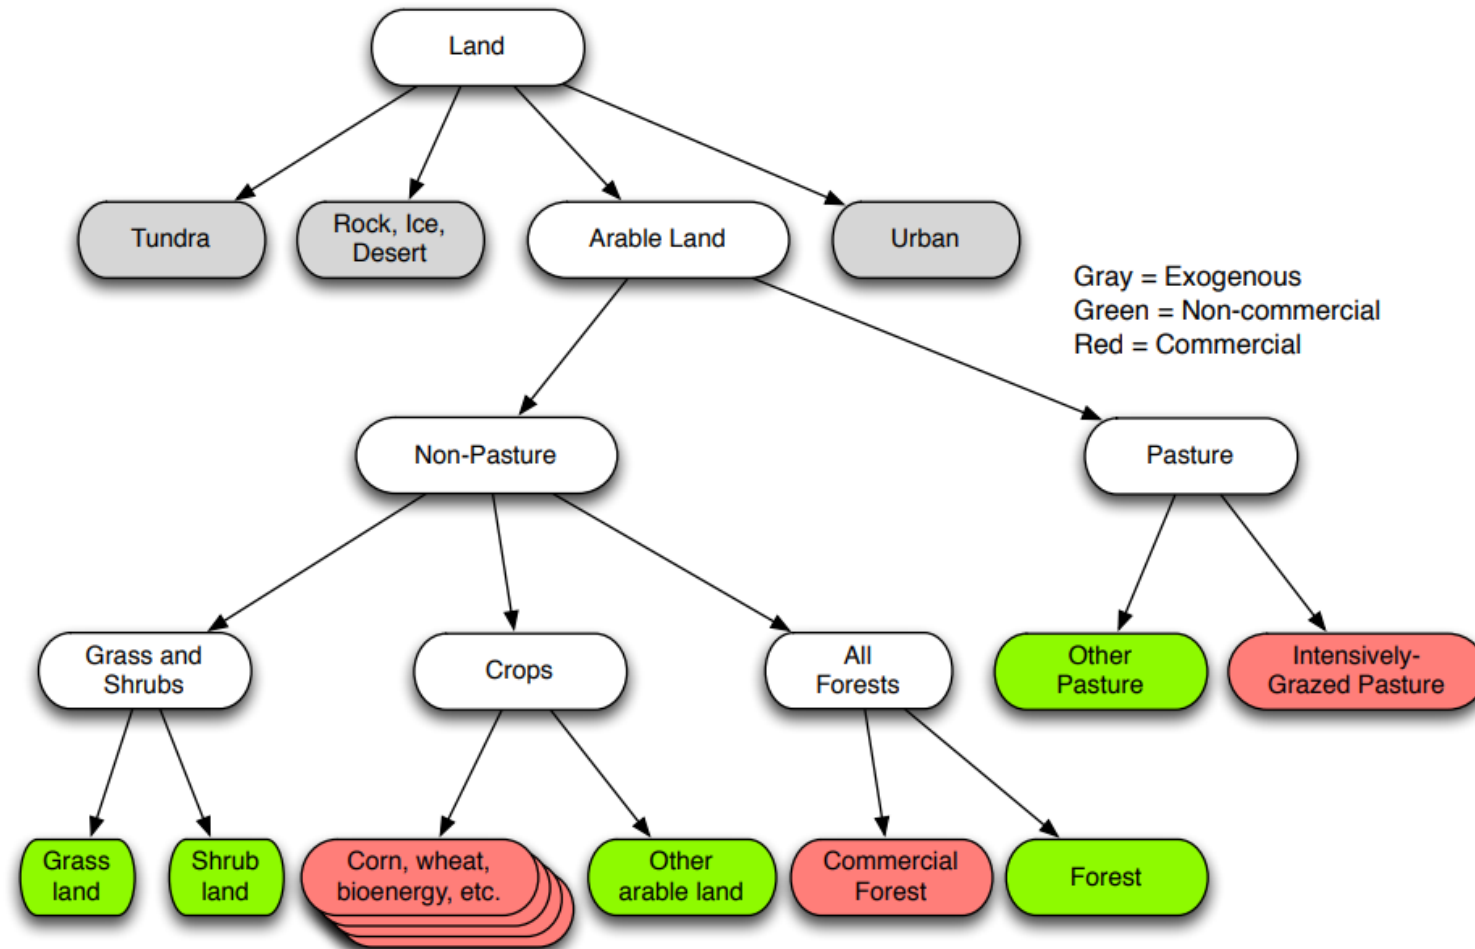 Land
Tundra
Rock, Ice,
Desert
Arable Land
Urban
Gray = Exogenous
Green = Non-commercial
Red = Commercial
Non-Pasture
Pasture
Grass and
Shrubs
Crops
All
Forests
Other
Pasture
Intensively-
Grazed Pasture
Grass
land
Shrub
land
Corn, wheat,
bioenergy, etc.
Other
arable land
Commercial
Forest
Forest